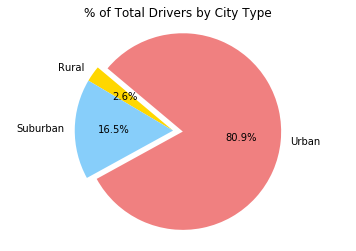 % of Total Drivers by City Type
Rural
2.6%
Suburban
16.5%
80.9%
Urban